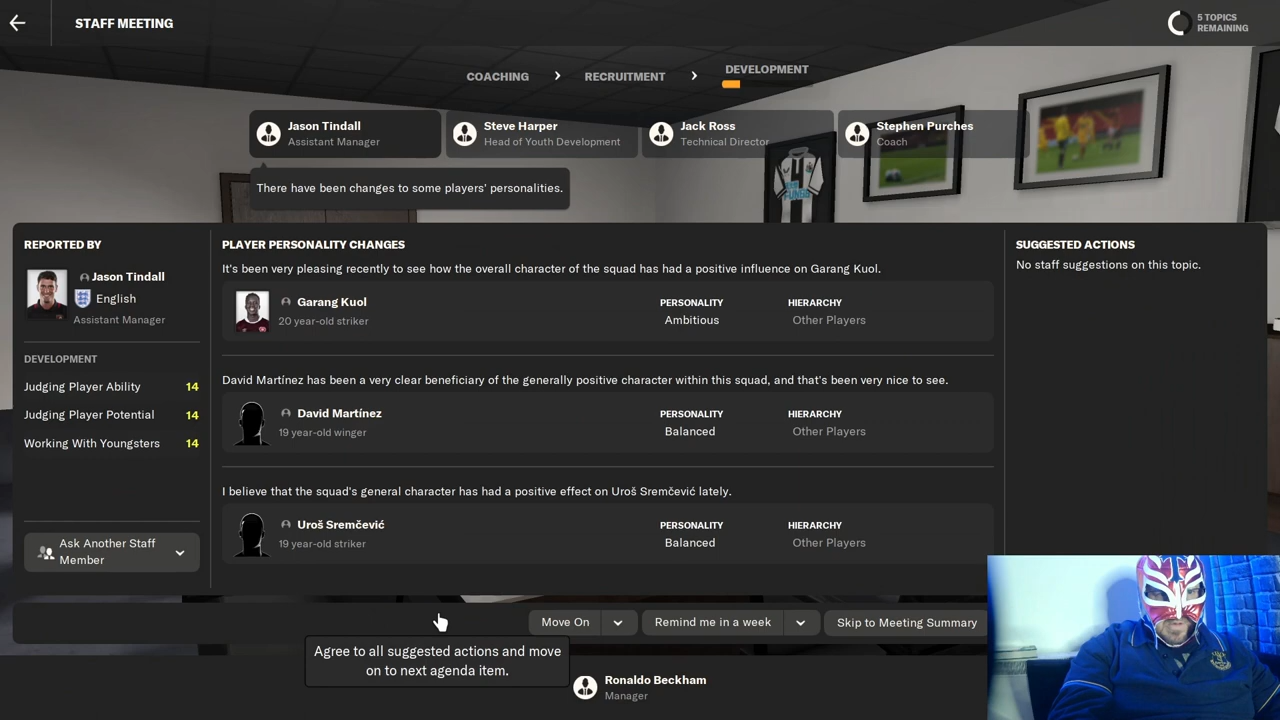 STAFF MEETING
5 TOPICS
REMAINING
COACHING
RECRUITMENT
DEVELOPMENT
Jason Tindall
Assistant Manager
Steve Harper
Head of Youth Development
Jack Ross
Technical Director
Stephen Purches
Coach
There have been changes to some players' personalities.
REPORTED BY
Jason Tindall
English
Assistant Manager
DEVELOPMENT
Judging Player Ability 14
Judging Player Potential 14
Working With Youngsters 14
Ask Another Staff
Member
PLAYER PERSONALITY CHANGES
It's been very pleasing recently to see how the overall character of the squad has had a positive influence on Garang Kuol.
Garang Kuol
20 year-old striker
PERSONALITY
Ambitious
HIERARCHY
Other Players
David Martínez has been a very clear beneficiary of the generally positive character within this squad, and that's been very nice to see.
David Martínez
19 year-old winger
PERSONALITY
Balanced
HIERARCHY
Other Players
I believe that the squad's general character has had a positive effect on Uroš Sremčević lately.
Uroš Sremčević
19 year-old striker
PERSONALITY
Balanced
HIERARCHY
Other Players
SUGGESTED ACTIONS
No staff suggestions on this topic.
Move On
Remind me in a week
Skip to Meeting Summary
Agree to all suggested actions and move
on to next agenda item.
Ronaldo Beckham
Manager